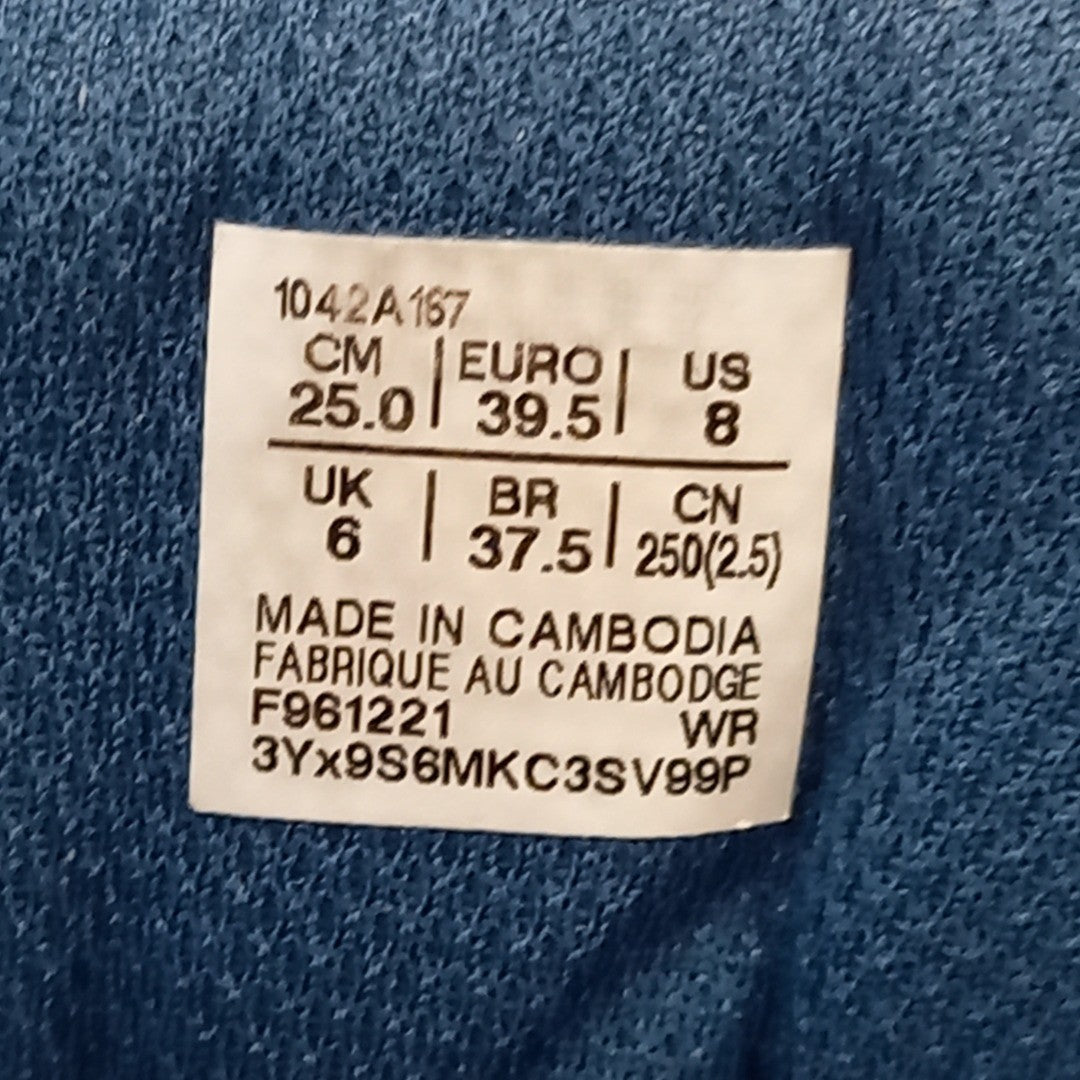 1042A167
CM | EURO | US
25.0 | 39.5 | 8
UK | BR | CN
6 | 37.5 | 250(2.5)
MADE IN CAMBODIA
FABRIQUE AU CAMBODGE
F961221 WR
3Yx9S6MKC3SV99P